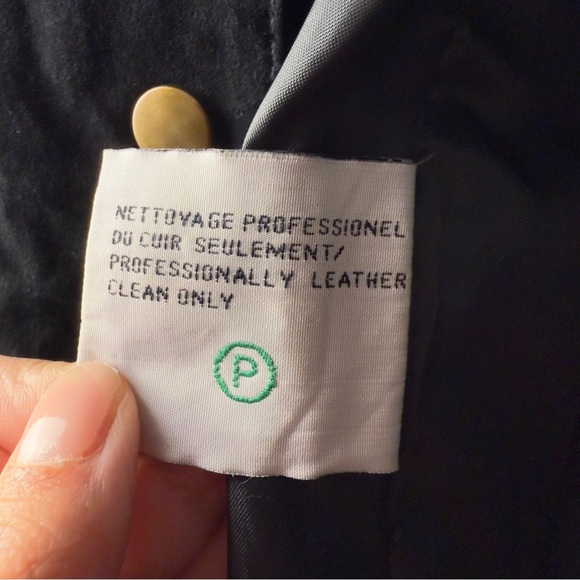 NETTOYAGE PROFESSIONEL
DU CUIR SEULEMENT/
PROFESSIONALLY LEATHER
CLEAN ONLY
P